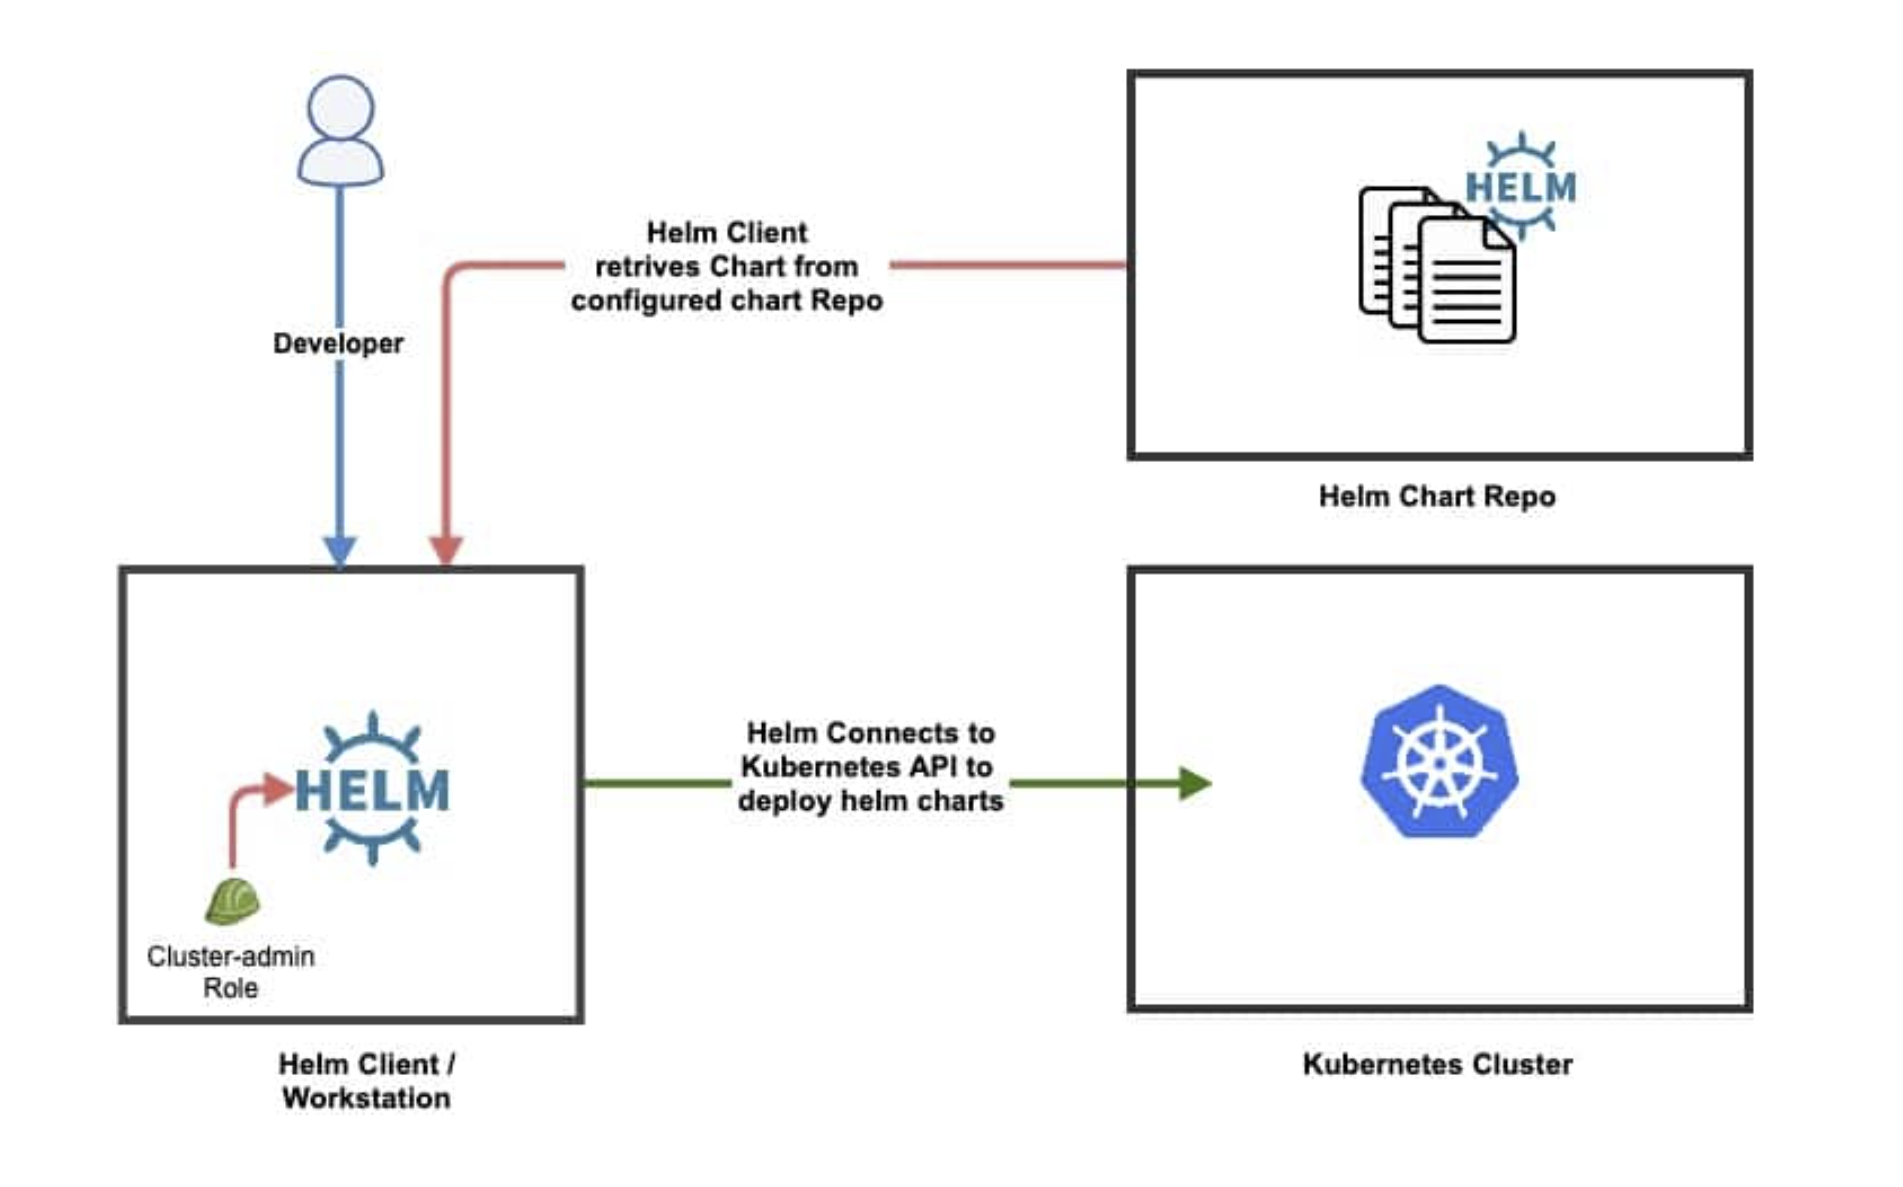 HELM
Helm Client
retrives Chart from
configured chart Repo
Developer
Helm Chart Repo
HELM
Cluster-admin
Role
Helm Connects to
Kubernetes API to
deploy helm charts
Helm Client /
Workstation
Kubernetes Cluster